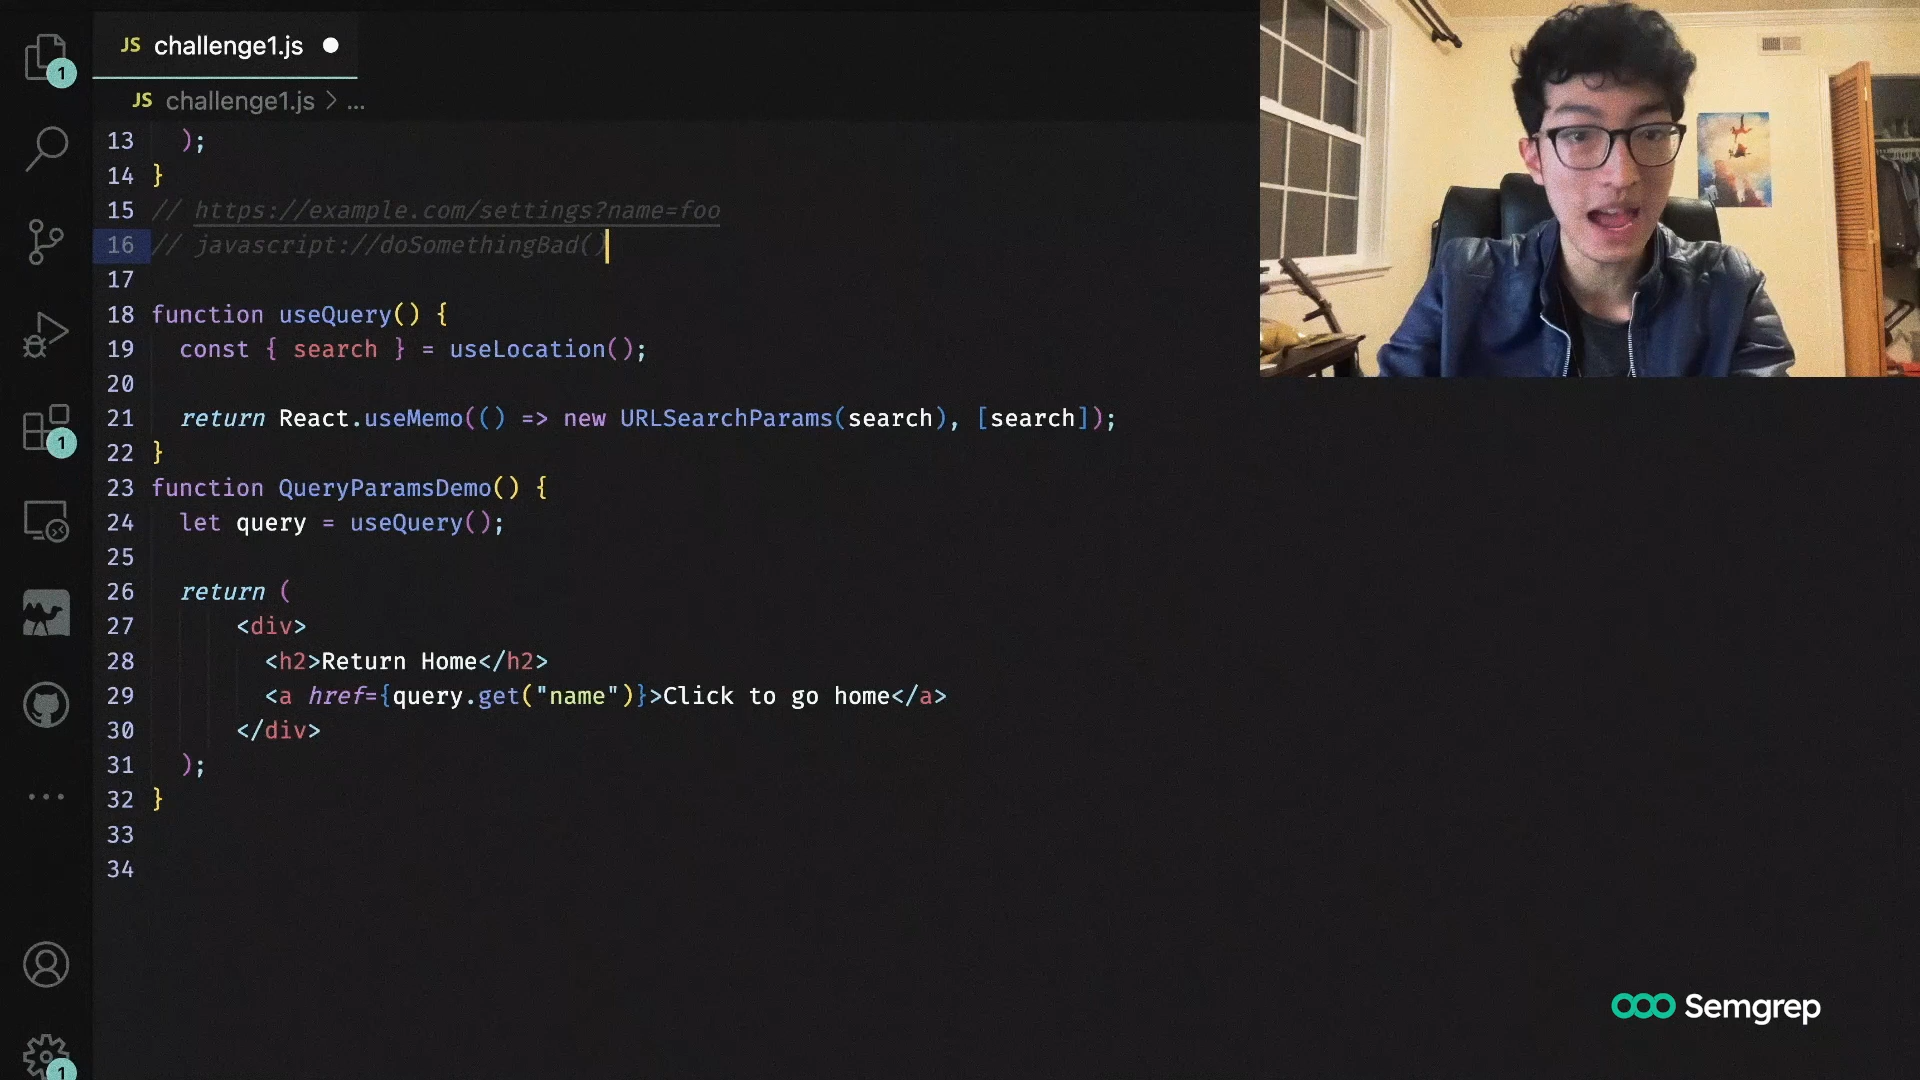 JS challenge1.js
JS challenge1.js > ...
13 );
14 }
15 // https://example.com/settings?name=foo
16 // javascript://doSomethingBad()
17
18 function useQuery() {
19 const { search } = useLocation();
20
21 return React.useMemo(() => new URLSearchParams(search), [search]);
22 }
23 function QueryParamsDemo() {
24 let query = useQuery();
25
26 return (
27 <div>
28 <h2>Return Home</h2>
29 <a href={query.get("name")}>Click to go home</a>
30 </div>
31 );
32 }
33
34
1
1
1
Semgrep